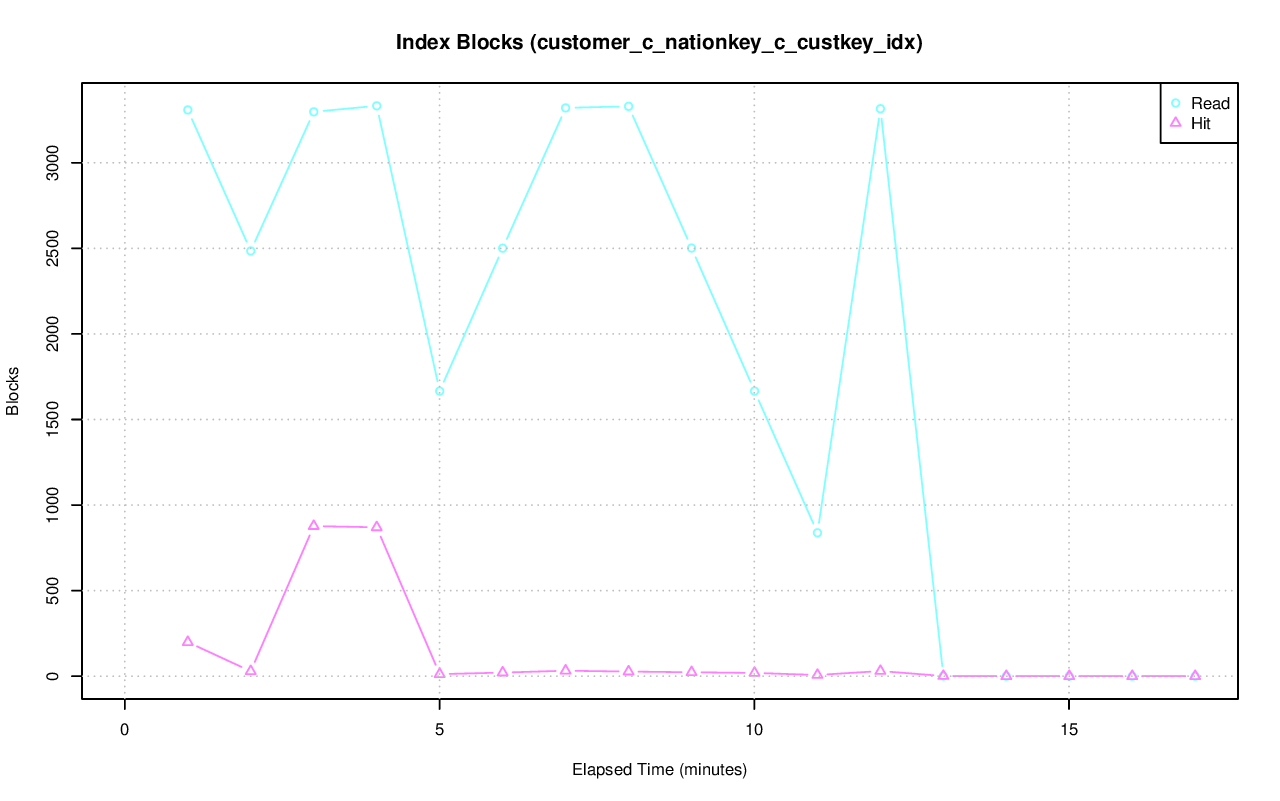 Index Blocks (customer_c_nationkey_c_custkey_idx)
Read
Hit
3000
2500
2000
1500
1000
500
0
Blocks
0 5 10 15
Elapsed Time (minutes)